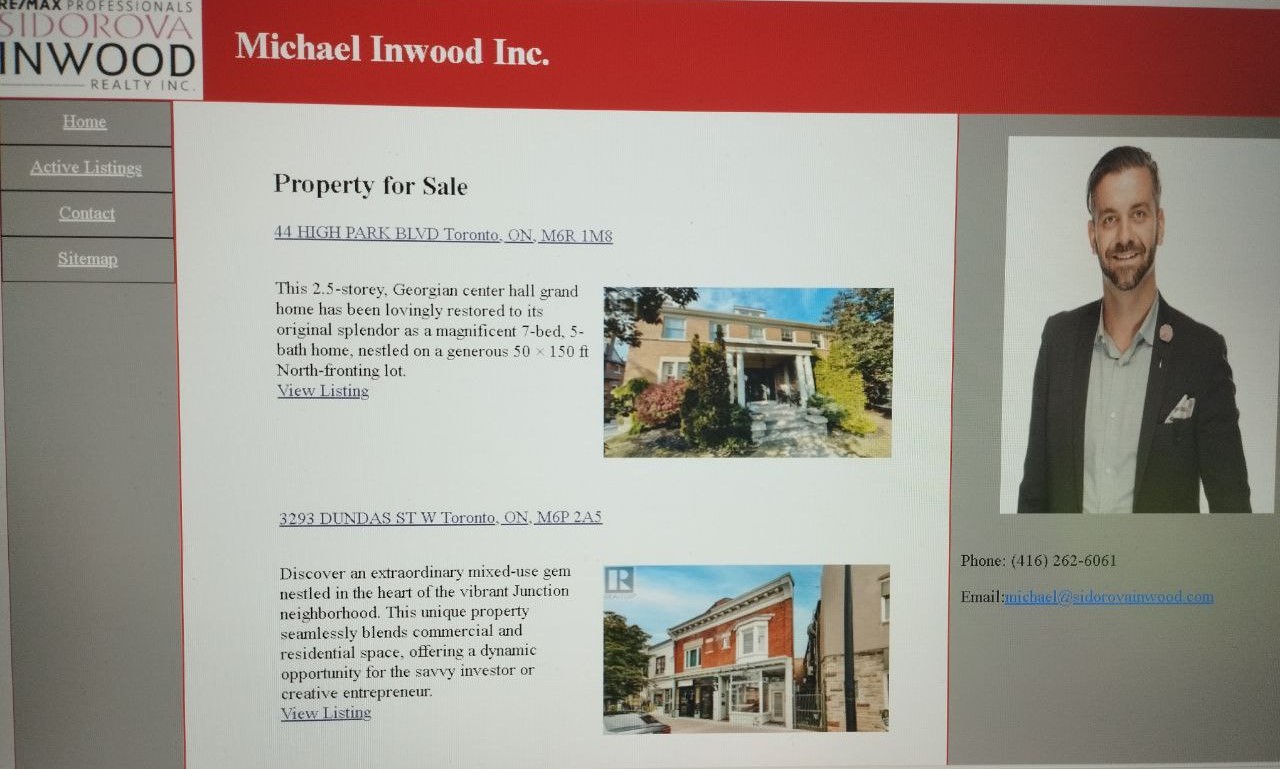 RE/MAX PROFESSIONALS
SIDOROVA
INWOOD
REALTY INC.
Michael Inwood Inc.
Home
Active Listings
Contact
Sitemap
Property for Sale
44 HIGH PARK BLVD Toronto, ON, M6R 1M8
This 2.5-storey, Georgian center hall grand
home has been lovingly restored to its
original splendor as a magnificent 7-bed, 5-
bath home, nestled on a generous 50 × 150 ft
North-fronting lot.
View Listing
3293 DUNDAS ST W Toronto, ON, M6P 2A5
Discover an extraordinary mixed-use gem
nestled in the heart of the vibrant Junction
neighborhood. This unique property
seamlessly blends commercial and
residential space, offering a dynamic
opportunity for the savvy investor or
creative entrepreneur.
View Listing
R
REALTOR
Phone: (416) 262-6061
Email:michael@sidorovainwood.com